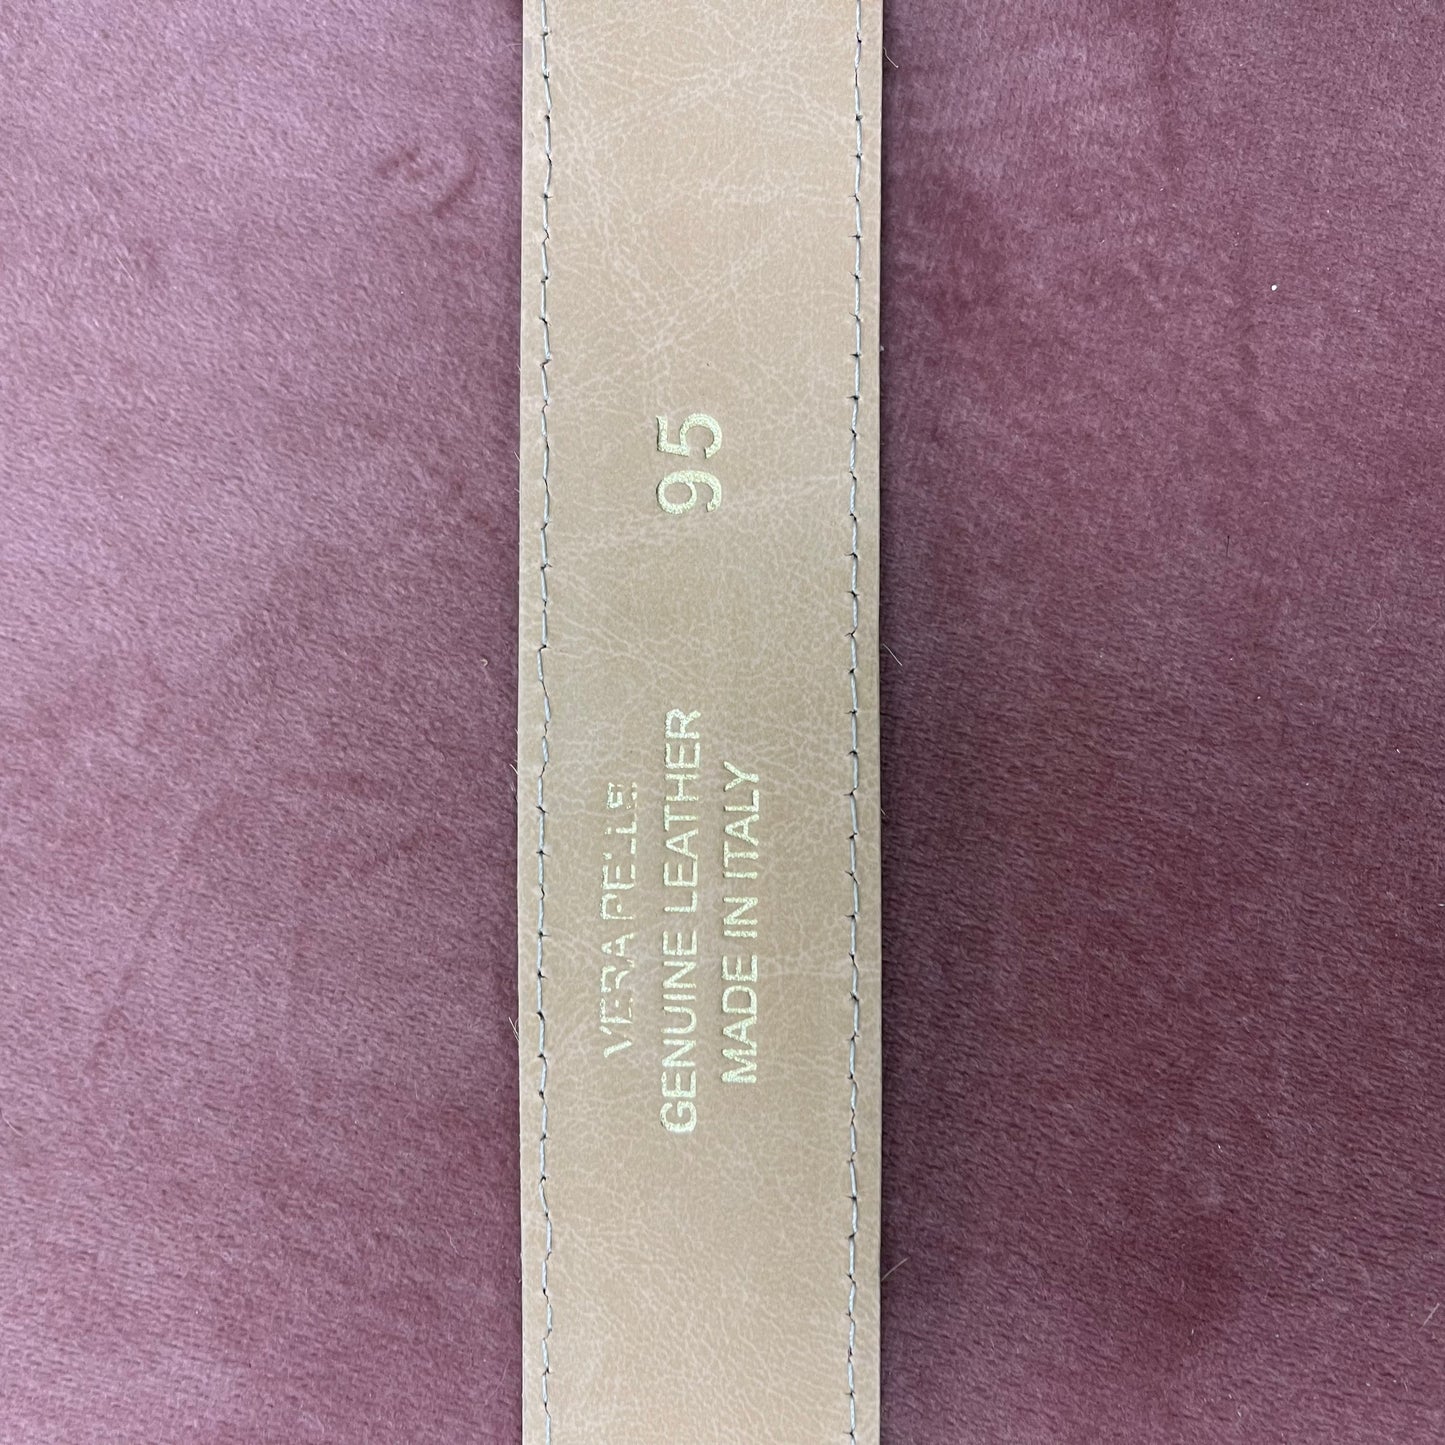 VERA PELLE
GENUINE LEATHER
MADE IN ITALY
95